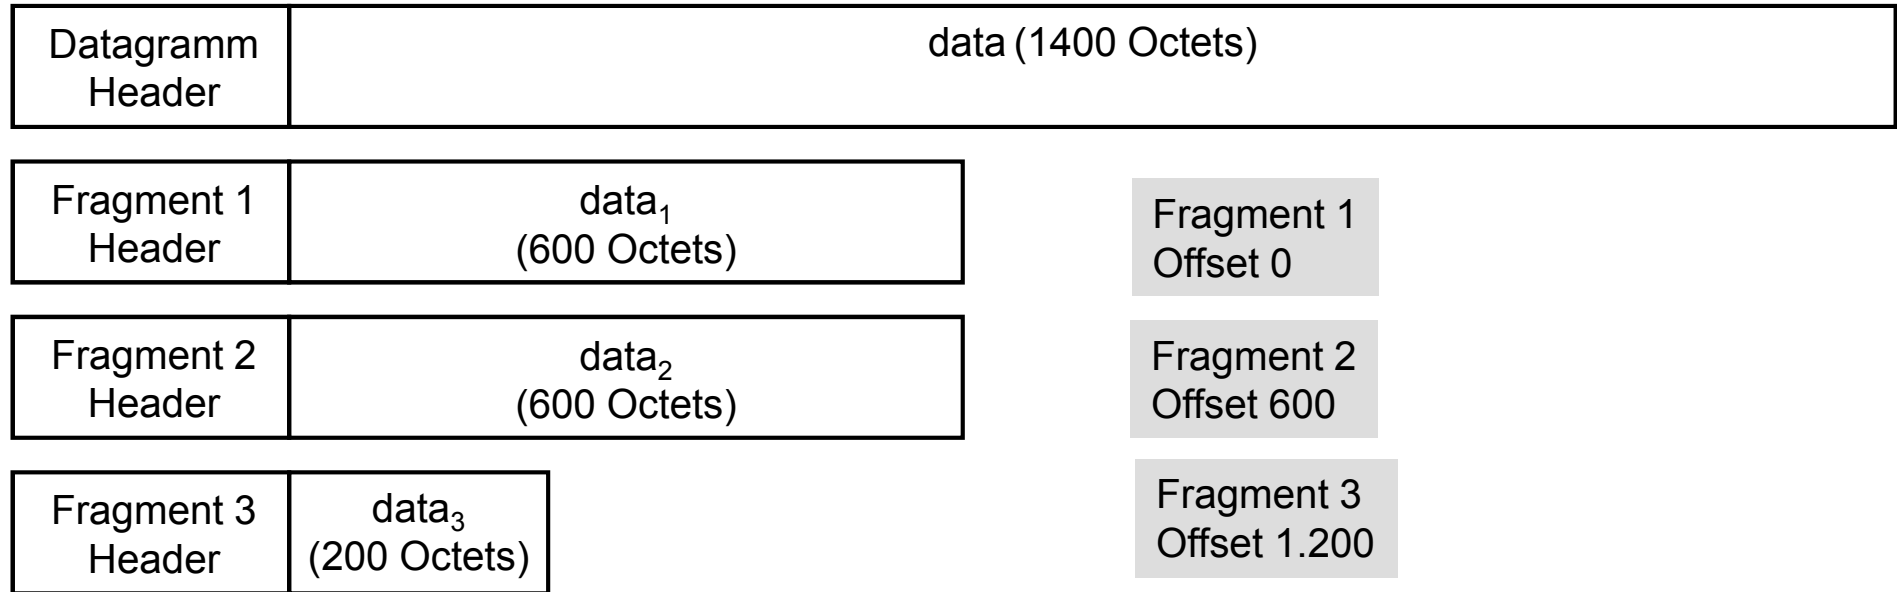 Datagramm
Header
data (1400 Octets)
Fragment 1
Header
data₁
(600 Octets)
Fragment 1
Offset 0
Fragment 2
Header
data₂
(600 Octets)
Fragment 2
Offset 600
Fragment 3
Header
data₃
(200 Octets)
Fragment 3
Offset 1.200